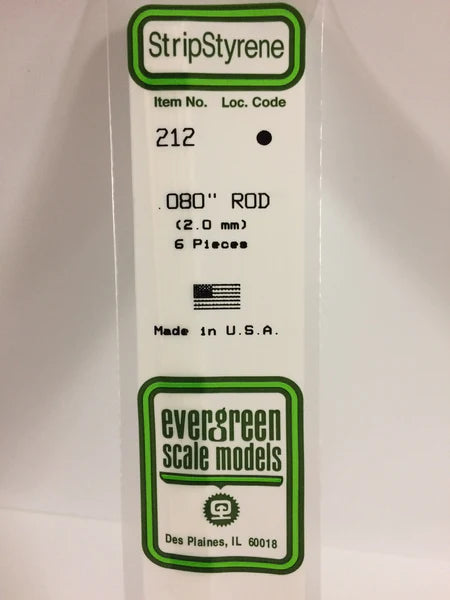 StripStyrene
Item No. Loc. Code
212 ●
.080" ROD
(2.0 mm)
6 Pieces
Made in U.S.A.
evergreen
scale models
Des Plaines, IL 60018